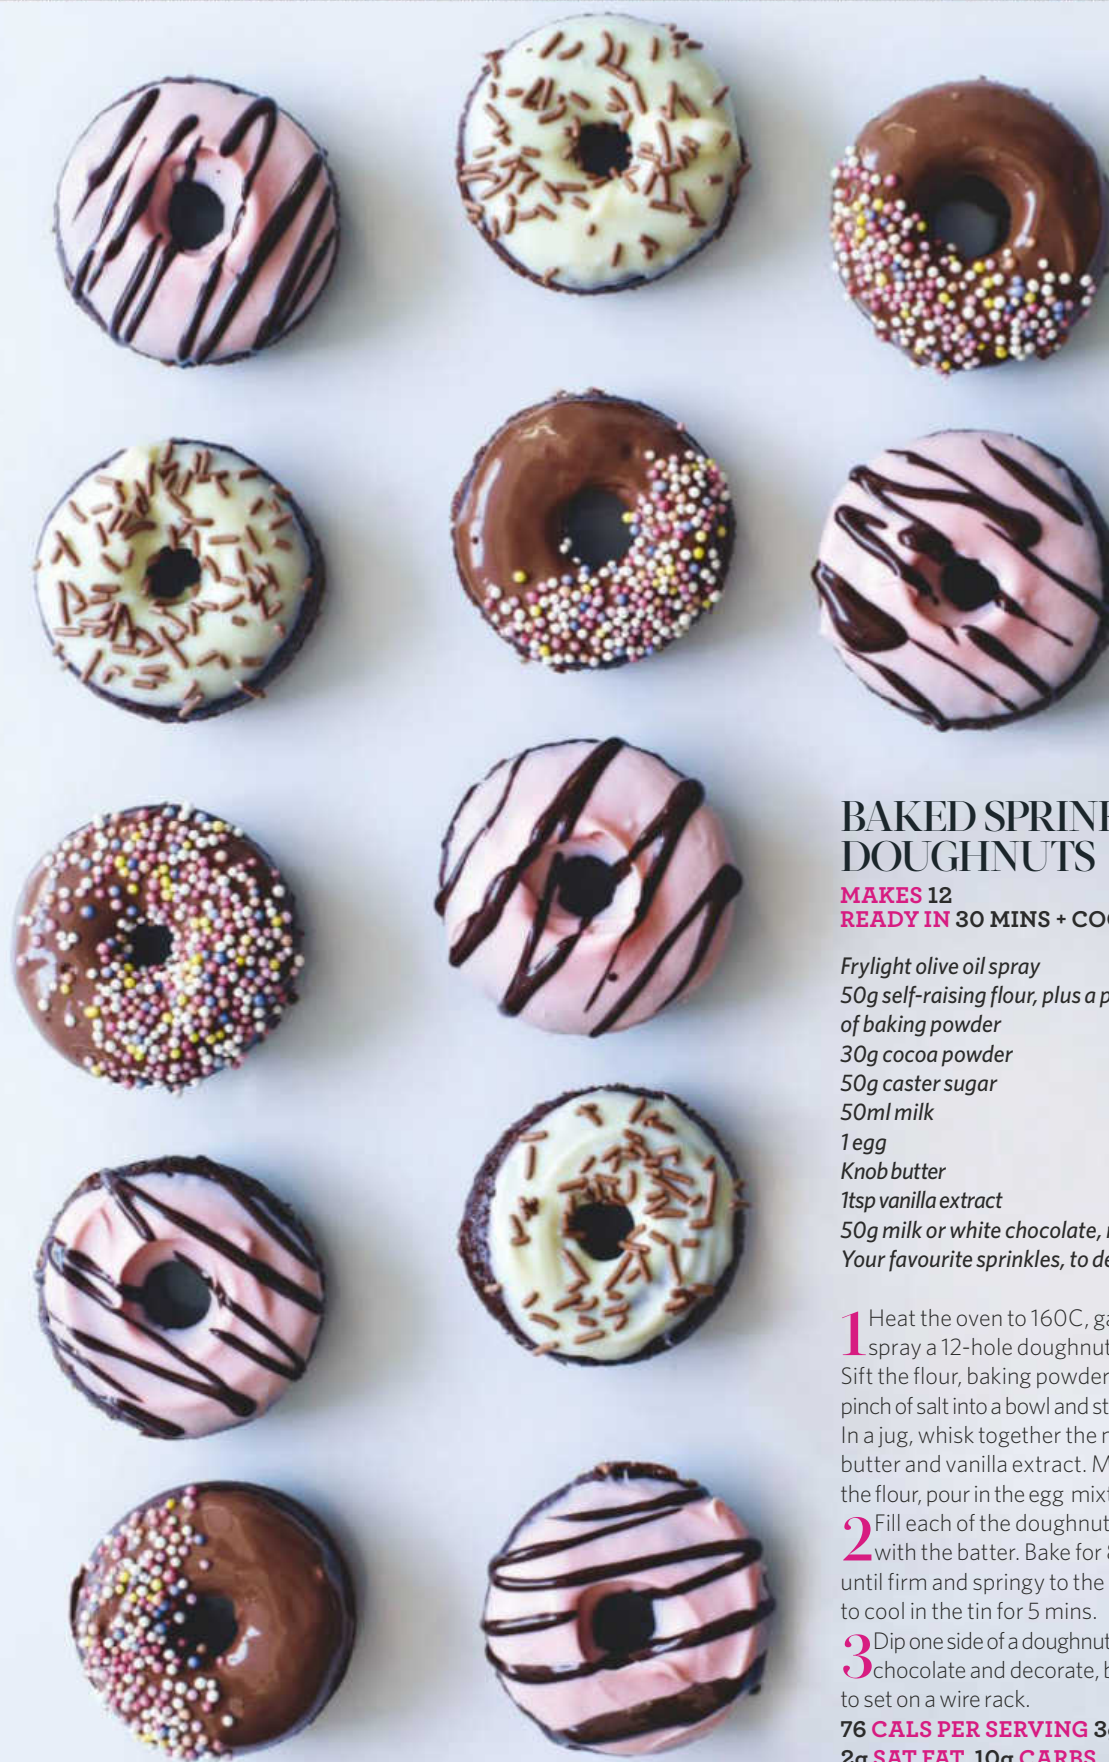 BAKED
DOUGHNUTS
MAKES 12
READY IN 30 MINS +
Frylight olive oil spray
50g self-raising flour, plus a
of baking powder
30g cocoa powder
50g caster sugar
50ml milk
1 egg
Knob butter
1tsp vanilla extract
50g milk or white chocolate,
Your favourite sprinkles, to
1 Heat the oven to 160C,
spray a 12-hole doughnut
Sift the flour, baking powder
pinch of salt into a bowl and
In a jug, whisk together the
butter and vanilla extract.
the flour, pour in the egg
2 Fill each of the doughnut
with the batter. Bake for
until firm and springy to the
to cool in the tin for 5 mins.
3 Dip one side of a doughnut
chocolate and decorate,
to set on a wire rack.
76 CALS PER SERVING
2g SAT FAT, 10g CARBS